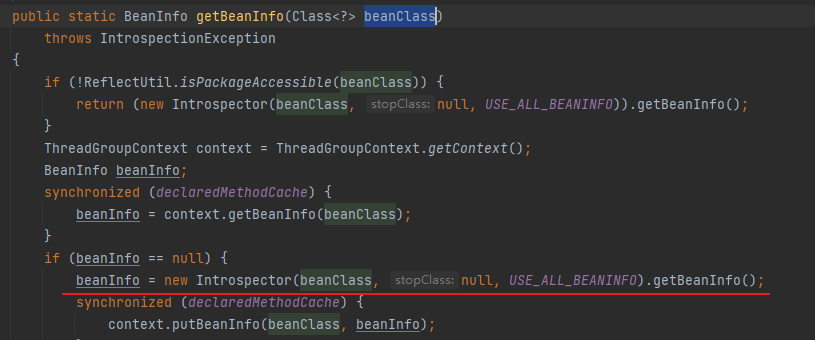 public static BeanInfo getBeanInfo(Class<?> beanClass)
    throws IntrospectionException
{
    if (!ReflectUtil.isPackageAccessible(beanClass)) {
        return (new Introspector(beanClass, stopClass: null, USE_ALL_BEANINFO)).getBeanInfo();
    }
    ThreadGroupContext context = ThreadGroupContext.getContext();
    BeanInfo beanInfo;
    synchronized (declaredMethodCache) {
        beanInfo = context.getBeanInfo(beanClass);
    }
    if (beanInfo == null) {
        beanInfo = new Introspector(beanClass, stopClass: null, USE_ALL_BEANINFO).getBeanInfo();
        synchronized (declaredMethodCache) {
            context.putBeanInfo(beanClass, beanInfo);